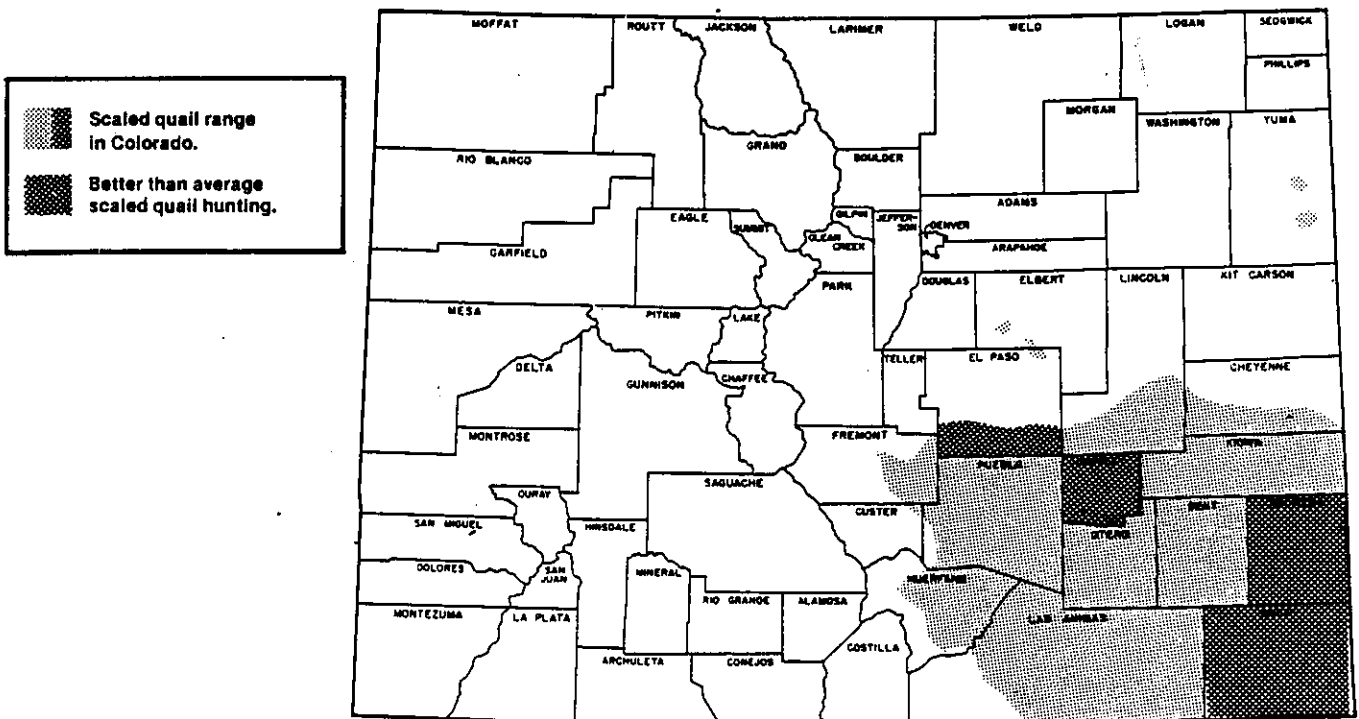 Scaled quail range
in Colorado.
Better than average
scaled quail hunting.
MOFFAT
ROUTT
JACKSON
LARIMER
WELD
LOGAN
SEDGWICK
PHILLIPS
MORGAN
WASHINGTON
YUMA
RIO BLANCO
GRAND
BOULDER
ADAMS
EAGLE
SUMMIT
GILPIN
CLEAR
CREEK
JEFFER-
SON
DENVER
ARAPAHOE
GARFIELD
PARK
DOUGLAS
ELBERT
LINCOLN
KIT CARSON
MESA
PITKIN
LAKE
DELTA
GUNNISON
CHAFFEE
TELLER
EL PASO
CHEYENNE
MONTROSE
FREMONT
PUEBLO
KIOWA
OURAY
SAGUACHE
SAN MIGUEL
HINSDALE
CUSTER
OTERO
BENT
DOLORES
SAN
JUAN
MINERAL
RIO GRANDE
ALAMOSA
HUERFANO
LAS ANIMAS
MONTEZUMA
LA PLATA
ARCHULETA
CONEJOS
COSTILLA